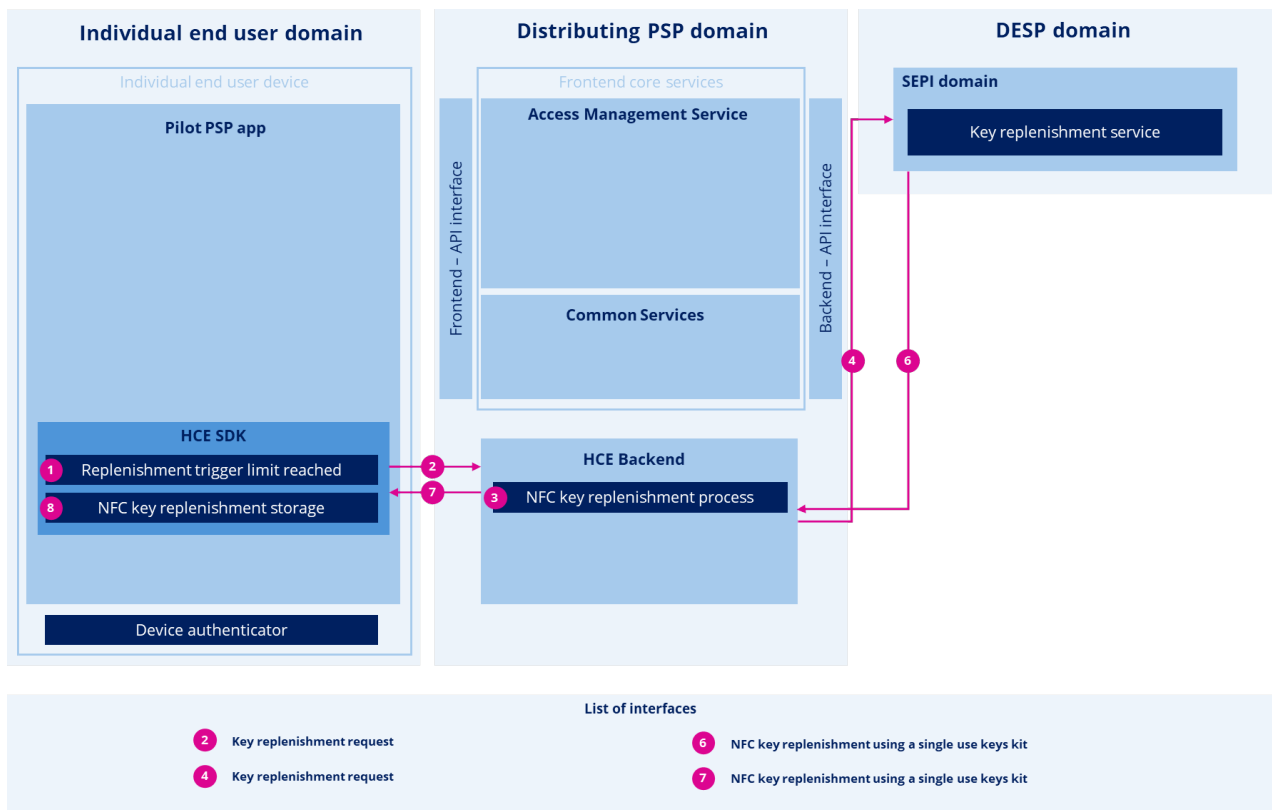 Individual end user domain
Distributing PSP domain
DESP domain
Individual end user device
Frontend core services
SEPI domain
Pilot PSP app
Access Management Service
Key replenishment service
Frontend – API interface
Backend – API interface
Common Services
4
6
HCE SDK
1
Replenishment trigger limit reached
8
NFC key replenishment storage
2
7
HCE Backend
3
NFC key replenishment process
Device authenticator
List of interfaces
2 Key replenishment request
4 Key replenishment request
6 NFC key replenishment using a single use keys kit
7 NFC key replenishment using a single use keys kit